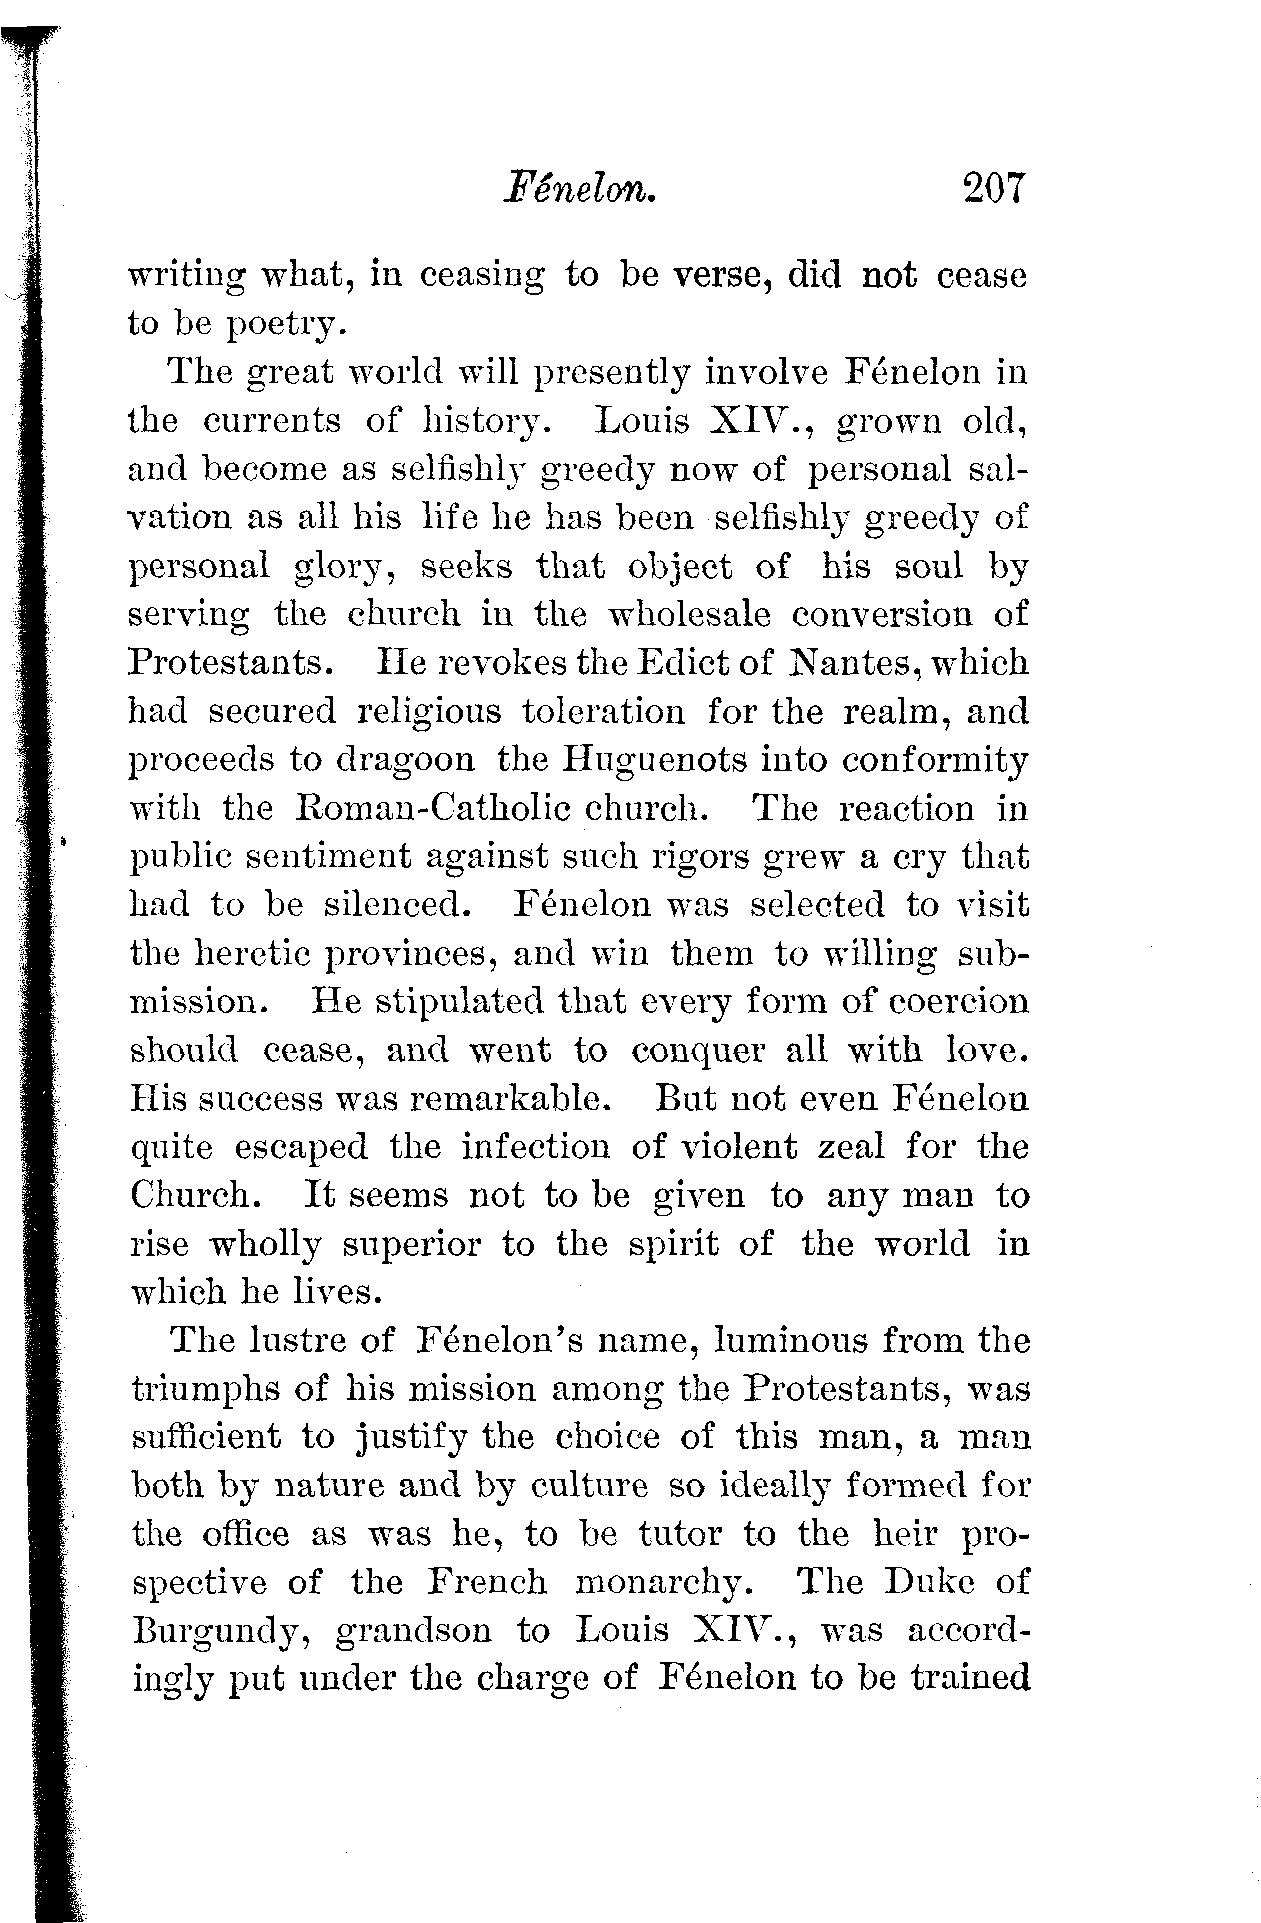 Fénelon. 207
writing what, in ceasing to be verse, did not cease
to be poetry.
The great world will presently involve Fénelon in
the currents of history. Louis XIV., grown old,
and become as selfishly greedy now of personal sal-
vation as all his life he has been selfishly greedy of
personal glory, seeks that object of his soul by
serving the church in the wholesale conversion of
Protestants. He revokes the Edict of Nantes, which
had secured religious toleration for the realm, and
proceeds to dragoon the Huguenots into conformity
with the Roman-Catholic church. The reaction in
public sentiment against such rigors grew a cry that
had to be silenced. Fénelon was selected to visit
the heretic provinces, and win them to willing sub-
mission. He stipulated that every form of coercion
should cease, and went to conquer all with love.
His success was remarkable. But not even Fénelon
quite escaped the infection of violent zeal for the
Church. It seems not to be given to any man to
rise wholly superior to the spirit of the world in
which he lives.
The lustre of Fénelon's name, luminous from the
triumphs of his mission among the Protestants, was
sufficient to justify the choice of this man, a man
both by nature and by culture so ideally formed for
the office as was he, to be tutor to the heir pro-
spective of the French monarchy. The Duke of
Burgundy, grandson to Louis XIV., was accord-
ingly put under the charge of Fénelon to be trained